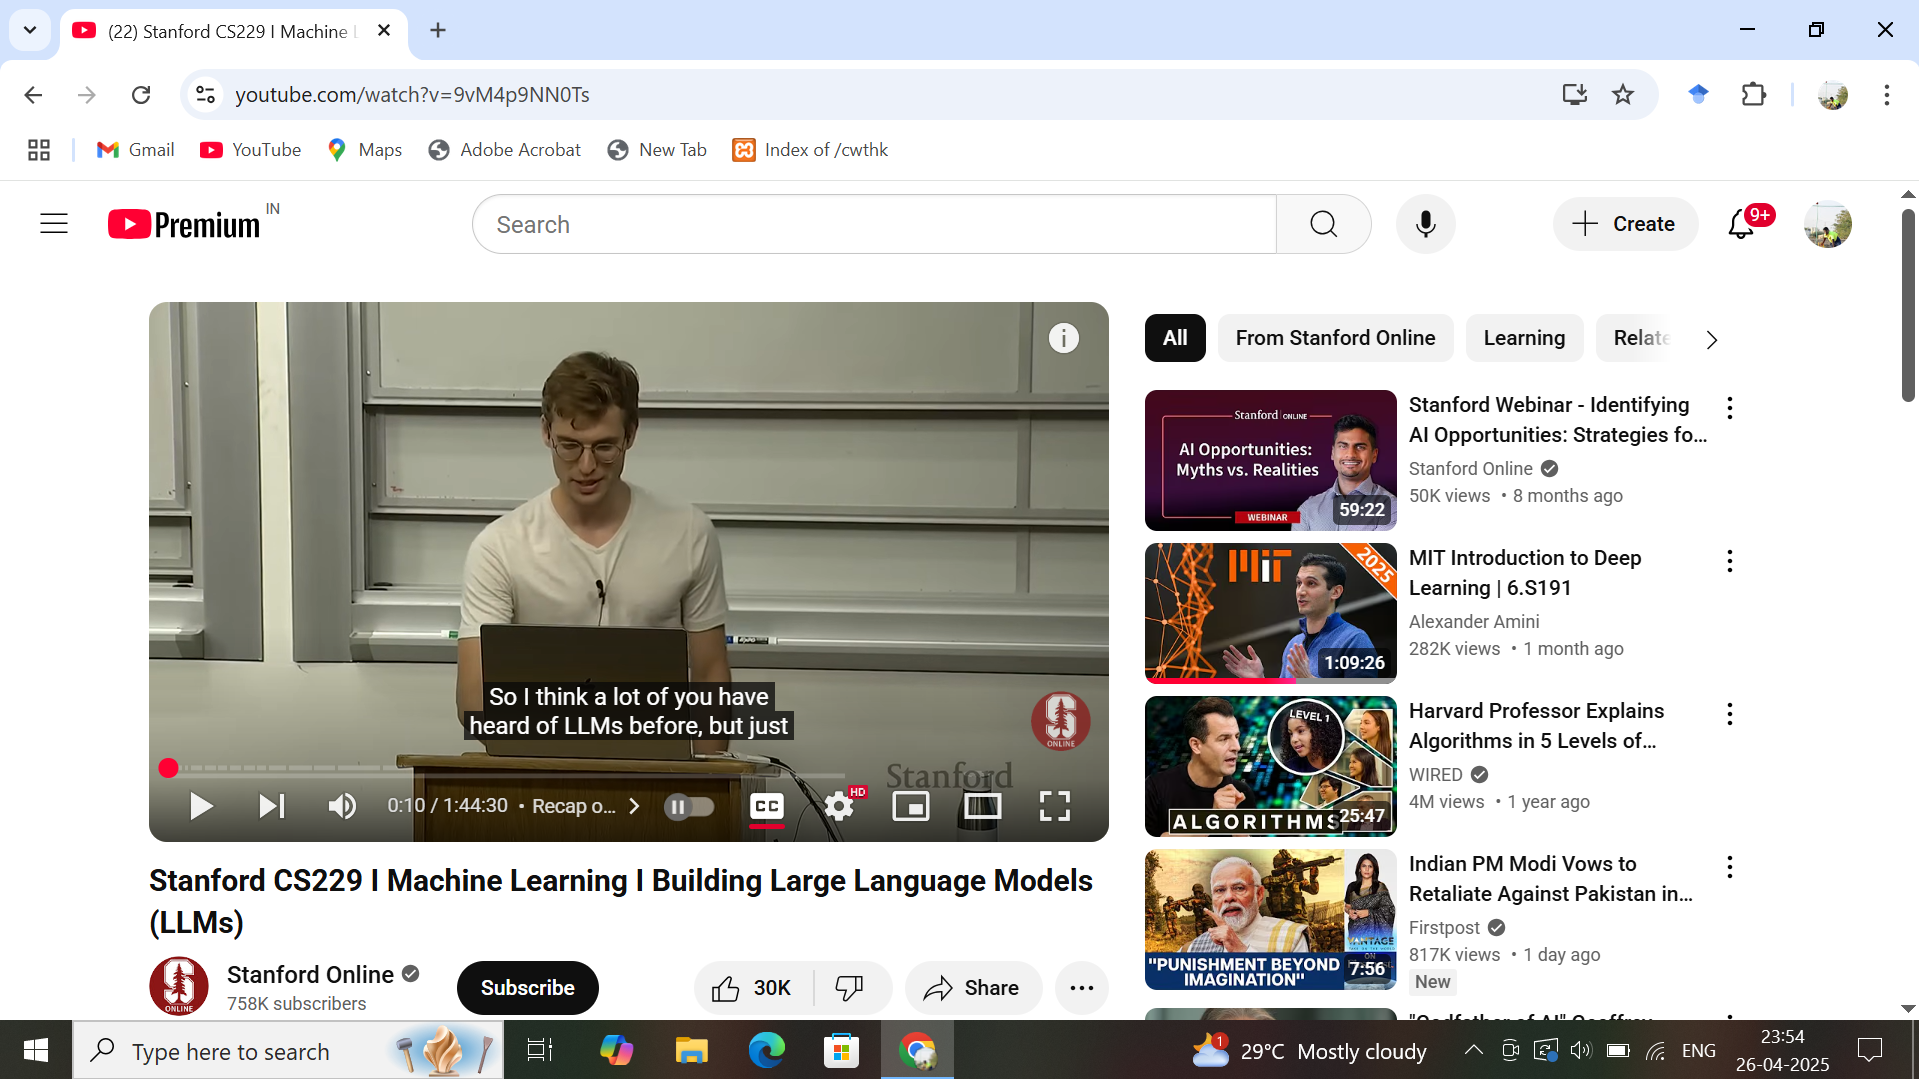 (22) Stanford CS229 I Machine L
youtube.com/watch?v=9vM4p9NN0Ts
Gmail
YouTube
Maps
Adobe Acrobat
New Tab
Index of /cwthk
Premium IN
Search
Create
9+
So I think a lot of you have
heard of LLMs before, but just
ONLINE
Stanford
0:10 / 1:44:30 • Recap o...
CC
HD
Stanford CS229 I Machine Learning I Building Large Language Models
(LLMs)
ONLINE
Stanford Online
758K subscribers
Subscribe
30K
Share
All
From Stanford Online
Learning
Relate
Stanford ONLINE
AI Opportunities:
Myths vs. Realities
WEBINAR
59:22
Stanford Webinar - Identifying
AI Opportunities: Strategies fo...
Stanford Online
50K views • 8 months ago
MIT
2025
1:09:26
MIT Introduction to Deep
Learning | 6.S191
Alexander Amini
282K views • 1 month ago
LEVEL 1
ALGORITHMS
25:47
Harvard Professor Explains
Algorithms in 5 Levels of...
WIRED
4M views • 1 year ago
VANTAGE
"PUNISHMENT BEYOND
IMAGINATION"
7:56
Indian PM Modi Vows to
Retaliate Against Pakistan in...
Firstpost
817K views • 1 day ago
New
"Godfather of AI" Geoffrey
Type here to search
1
29°C Mostly cloudy
ENG
23:54
26-04-2025